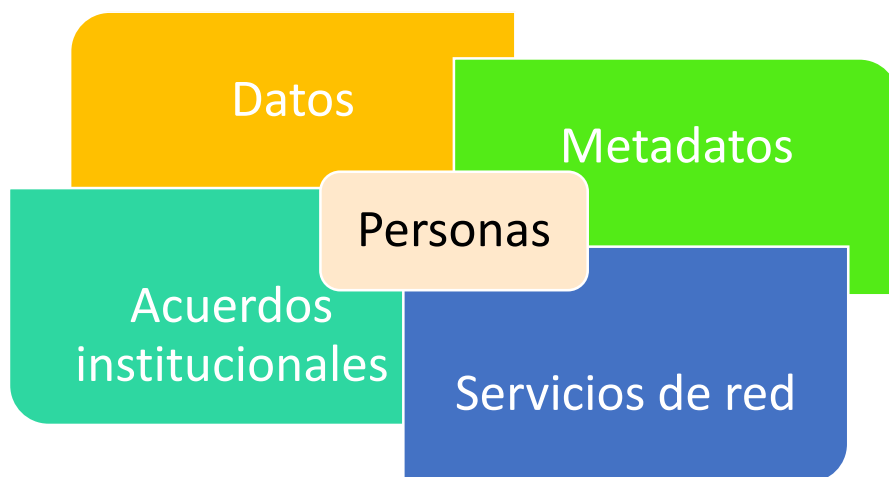 Datos
Metadatos
Personas
Acuerdos
institucionales
Servicios de red